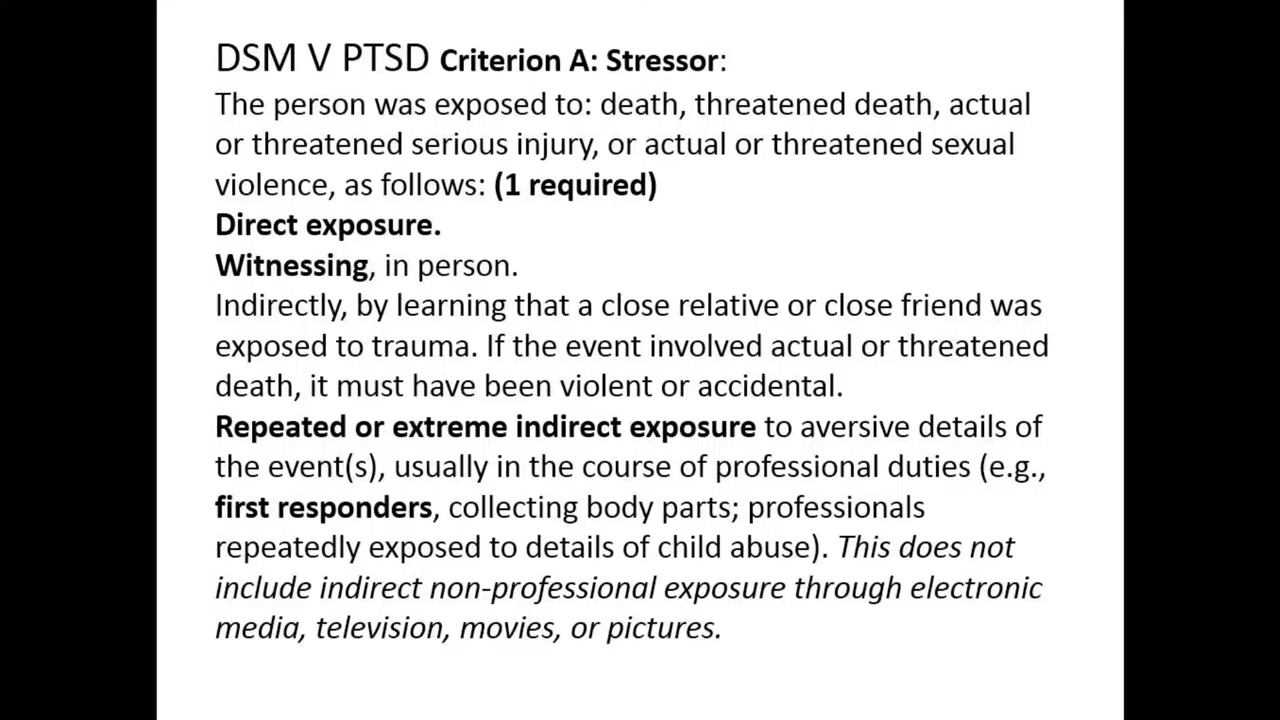 DSM V PTSD Criterion A: Stressor:
The person was exposed to: death, threatened death, actual
or threatened serious injury, or actual or threatened sexual
violence, as follows: (1 required)
Direct exposure.
Witnessing, in person.
Indirectly, by learning that a close relative or close friend was
exposed to trauma. If the event involved actual or threatened
death, it must have been violent or accidental.
Repeated or extreme indirect exposure to aversive details of
the event(s), usually in the course of professional duties (e.g.,
first responders, collecting body parts; professionals
repeatedly exposed to details of child abuse). This does not
include indirect non-professional exposure through electronic
media, television, movies, or pictures.